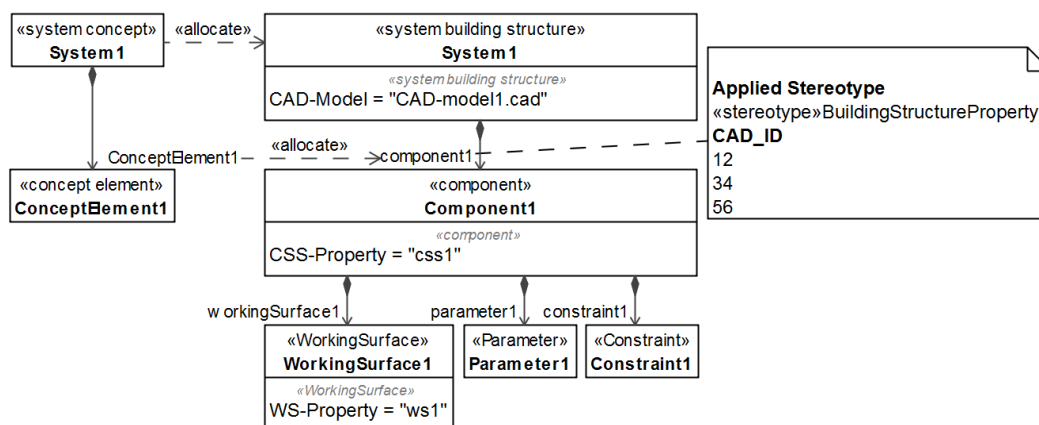 «system concept»
System1
«allocate»
«system building structure»
System1
«system building structure»
CAD-Model = "CAD-model1.cad"
Applied Stereotype
«stereotype»BuildingStructureProperty
CAD_ID
12
34
56
ConceptElement1
«allocate»
component1
«concept element»
ConceptElement1
«component»
Component1
«component»
CSS-Property = "css1"
workingSurface1
parameter1
constraint1
«WorkingSurface»
WorkingSurface1
«WorkingSurface»
WS-Property = "ws1"
«Parameter»
Parameter1
«Constraint»
Constraint1